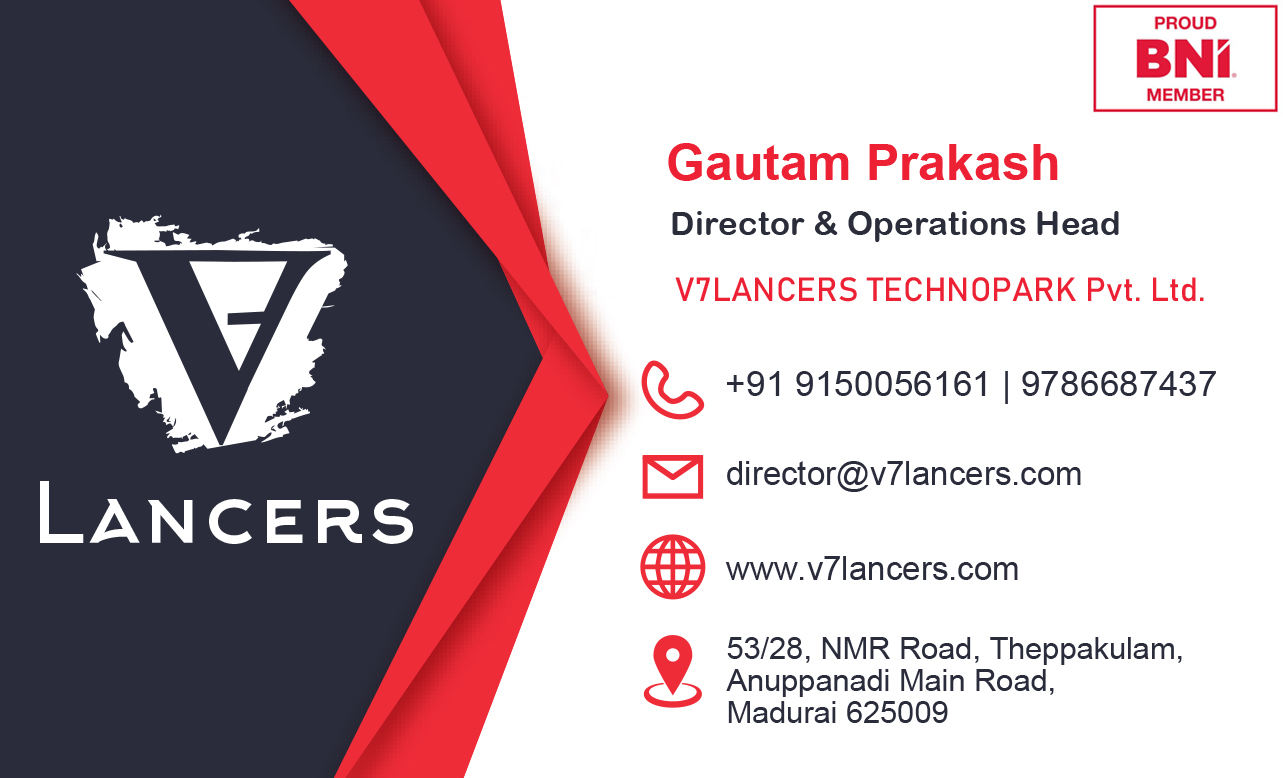 PROUD
BNI®
MEMBER
Gautam Prakash
Director & Operations Head
V7LANCERS TECHNOPARK Pvt. Ltd.
+91 9150056161 | 9786687437
director@v7lancers.com
www.v7lancers.com
53/28, NMR Road, Theppakulam,
Anuppanadi Main Road,
Madurai 625009
V7
LANCERS